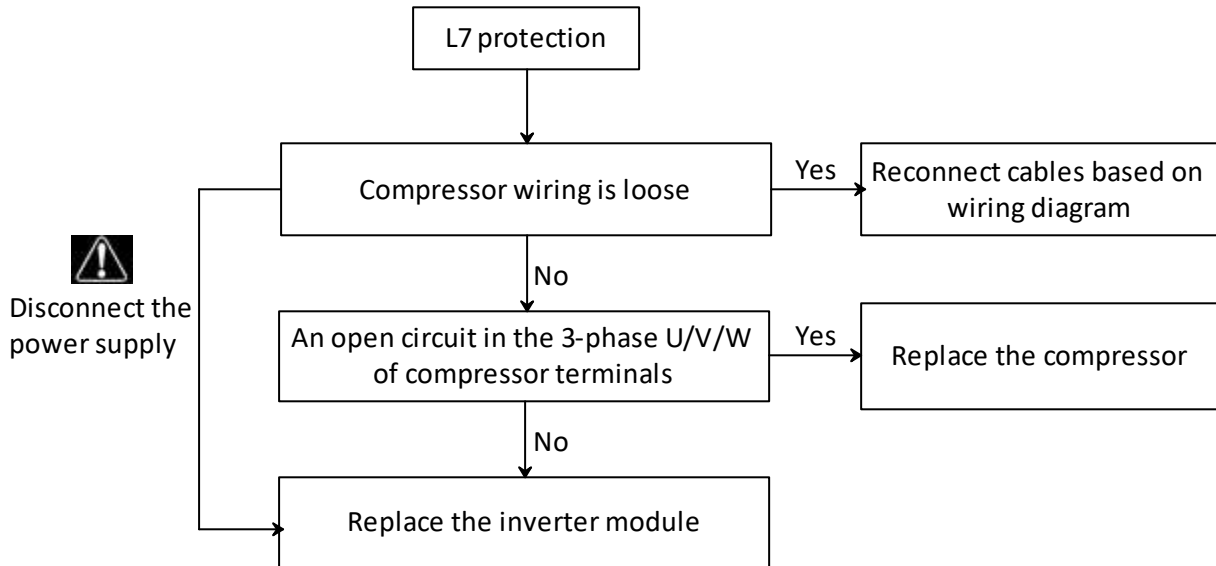 L7 protection
Compressor wiring is loose
Yes
Reconnect cables based on
wiring diagram
No
Disconnect the
power supply
An open circuit in the 3-phase U/V/W
of compressor terminals
Yes
Replace the compressor
No
Replace the inverter module